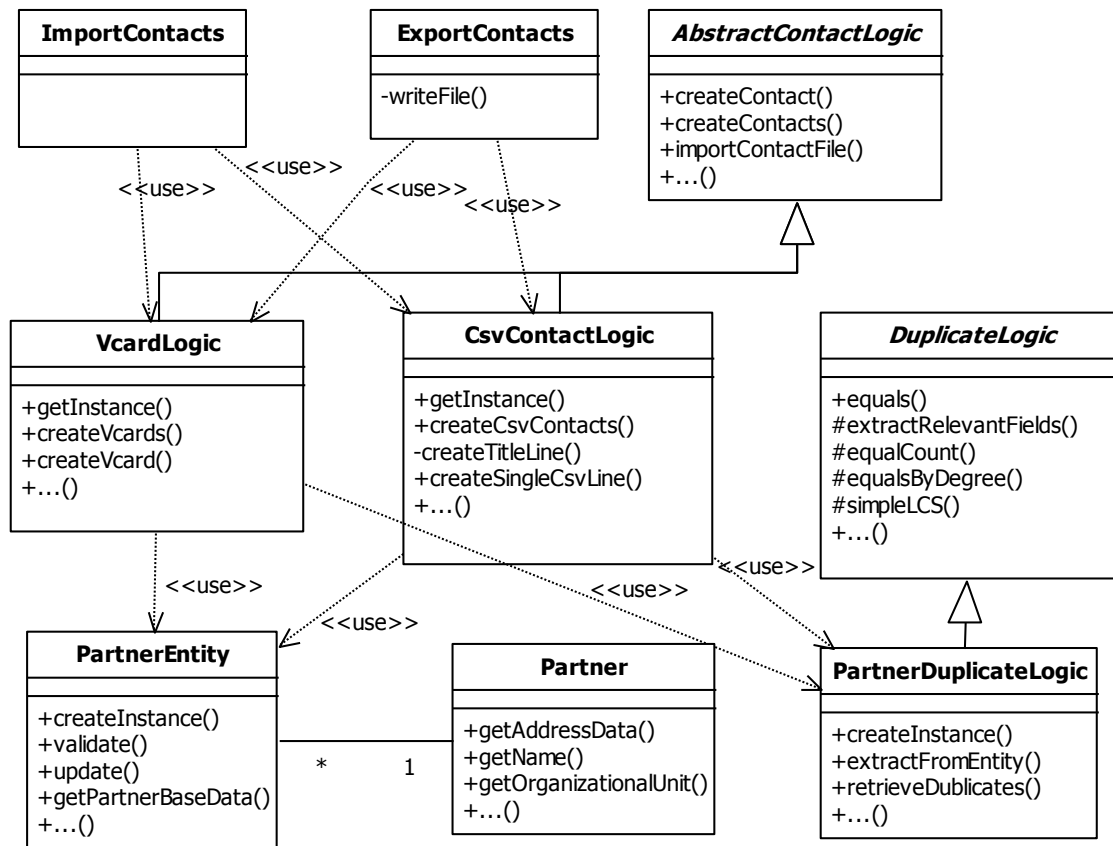 ImportContacts
ExportContacts
-writeFile()
AbstractContactLogic
+createContact()
+createContacts()
+importContactFile()
+...()
<<use>>
<<use>>
<<use>>
<<use>>
VcardLogic
+getInstance()
+createVcards()
+createVcard()
+...()
CsvContactLogic
+getInstance()
+createCsvContacts()
-createTitleLine()
+createSingleCsvLine()
+...()
DuplicateLogic
+equals()
#extractRelevantFields()
#equalCount()
#equalsByDegree()
#simpleLCS()
+...()
<<use>>
<<use>>
<<use>>
<<use>>
PartnerEntity
+createInstance()
+validate()
+update()
+getPartnerBaseData()
+...()
* 1
Partner
+getAddressData()
+getName()
+getOrganizationalUnit()
+...()
PartnerDuplicateLogic
+createInstance()
+extractFromEntity()
+retrieveDublicates()
+...()